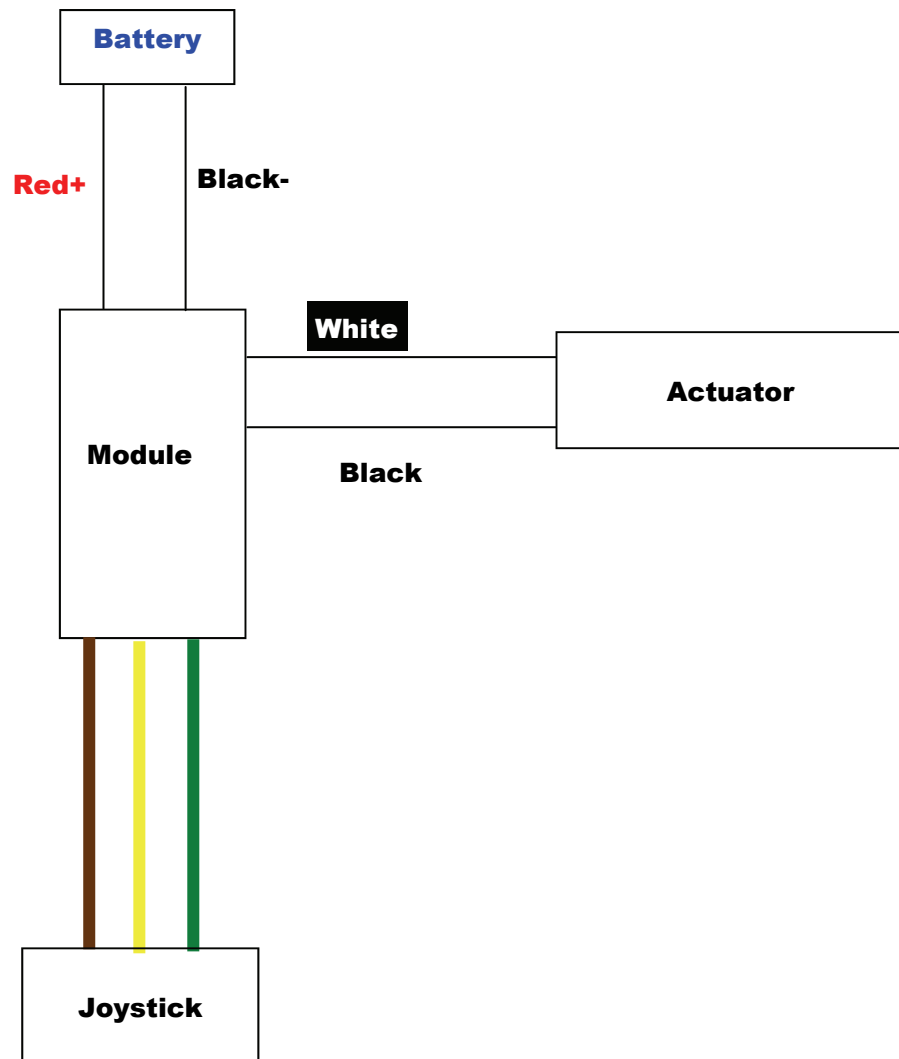 Battery
Red+
Black-
White
Actuator
Module
Black
Joystick